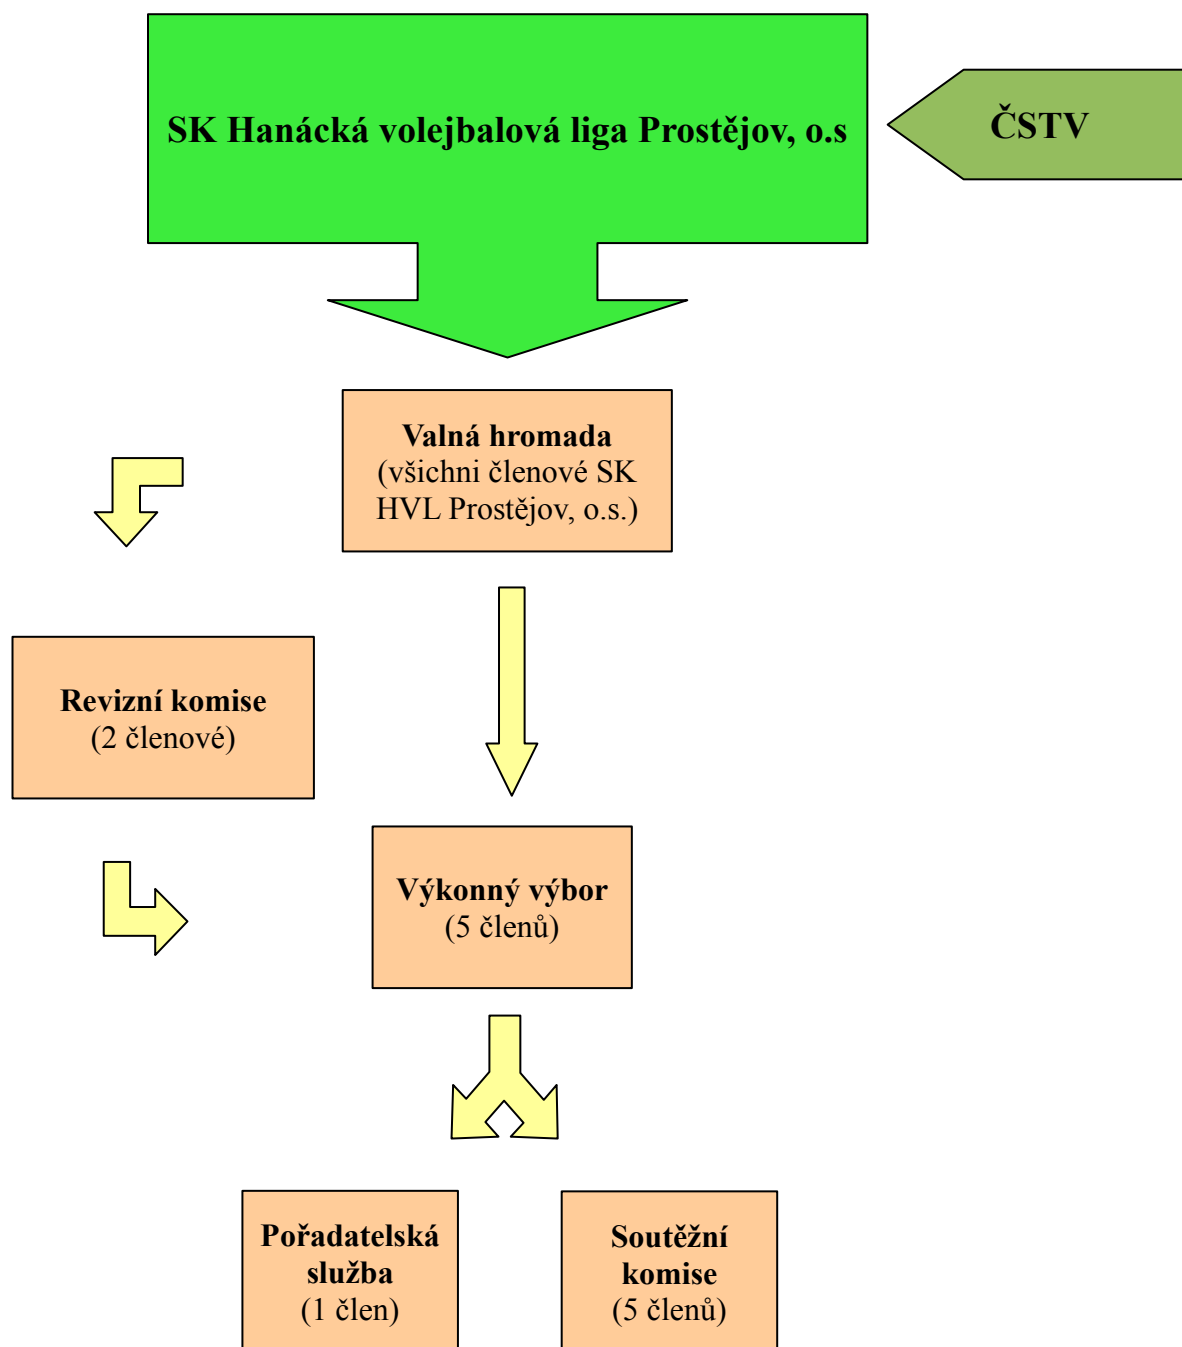 SK Hanácká volejbalová liga Prostějov, o.s
ČSTV
Valná hromada
(všichni členové SK
HVL Prostějov, o.s.)
Revizní komise
(2 členové)
Výkonný výbor
(5 členů)
Pořadatelská
služba
(1 člen)
Soutěžní
komise
(5 členů)